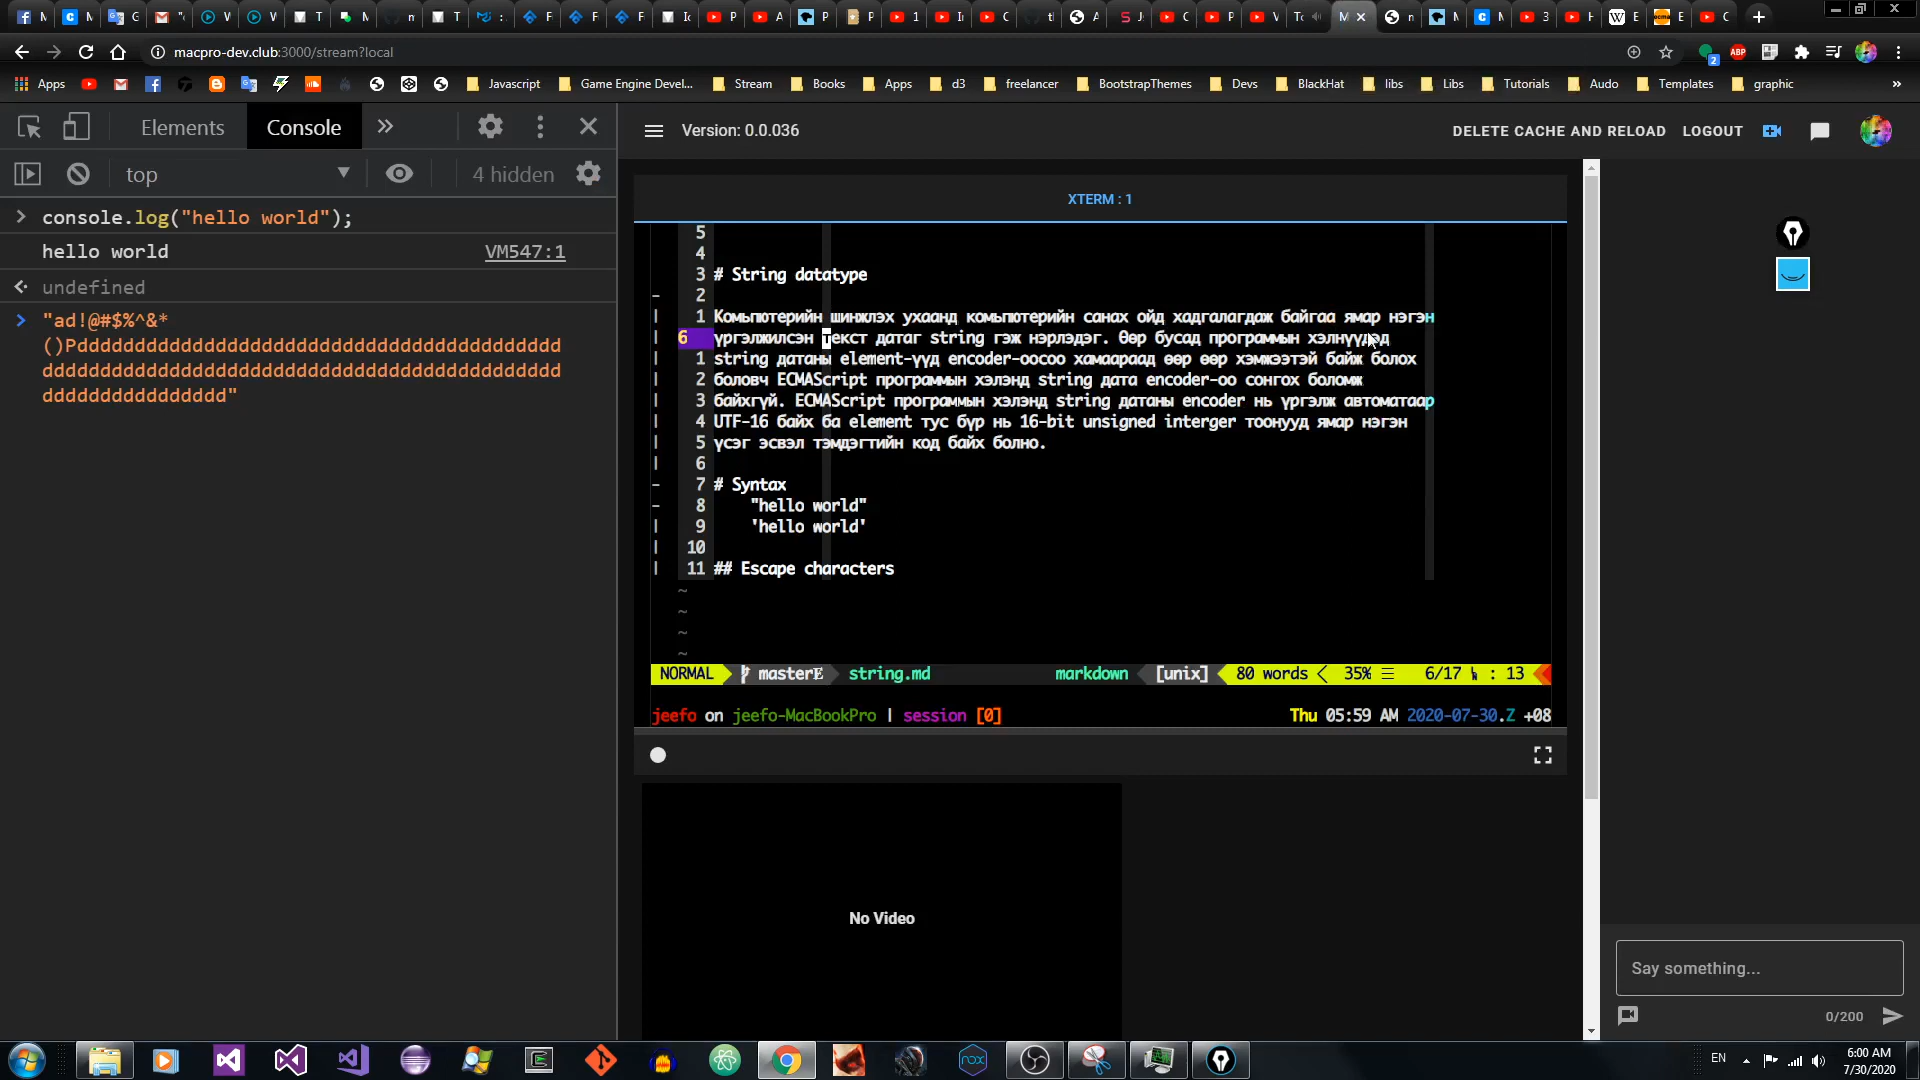 macpro-dev.club:3000/stream?local
Apps
Javascript
Game Engine Devel...
Stream
Books
Apps
d3
freelancer
BootstrapThemes
Devs
BlackHat
libs
Libs
Tutorials
Audo
Templates
graphic
Elements
Console
top
4 hidden
console.log("hello world");
hello world
VM547:1
undefined
"ad!@#$%^&*
()Pddddddddddddddddddddddddddddddddddddddddddd
dddddddddddddddddddddddddddddddddddddddddddddd
dddddddddddddddd"
Version: 0.0.036
DELETE CACHE AND RELOAD
LOGOUT
XTERM : 1
5
4
3 # String datatype
2
1 Компютерийн шинжлэх ухаанд компютерийн санах ойд хадгалагдаж байгаа ямар нэгэн
6 үргэлжилсэн текст датаг string гэж нэрлэдэг. Өөр бусад программын хэлнүүдэд
1 string датаны element-үүд encoder-оосоо хамаараад өөр өөр хэмжээтэй байж болох
2 боловч ECMAScript программын хэлэнд string дата encoder-оо сонгох боломж
3 байхгүй. ECMAScript программын хэлэнд string датаны encoder нь үргэлж автоматаар
4 UTF-16 байх ба element тус бүр нь 16-bit unsigned interger тоонууд ямар нэгэн
5 үсэг эсвэл тэмдэгтийн код байх болно.
6
7 # Syntax
8 "hello world"
9 'hello world'
10
11 ## Escape characters
~
~
~
~
NORMAL master string.md markdown [unix] 80 words 35% 6/17 : 13
jeefo on jeefo-MacBookPro | session [0] Thu 05:59 AM 2020-07-30.Z +08
No Video
Say something...
0/200
EN
6:00 AM
7/30/2020